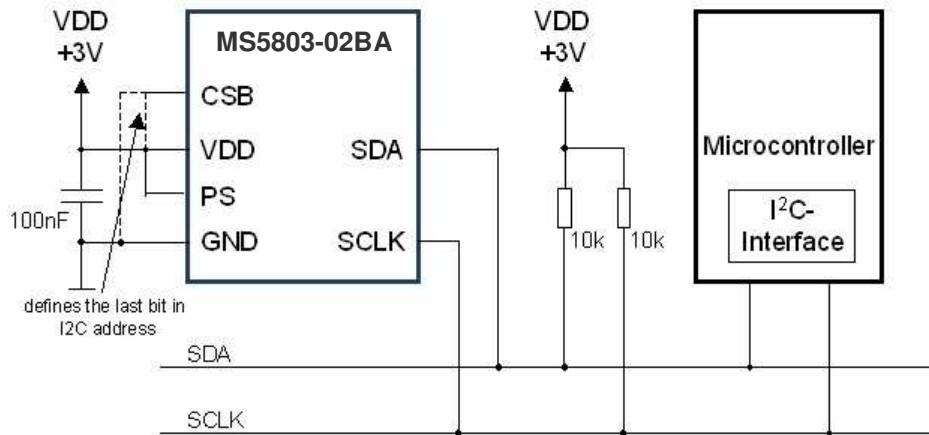 VDD
+3V
MS5803-02BA
CSB
VDD
PS
GND
SDA
SCLK
100nF
defines the last bit in
I2C address
VDD
+3V
10k
10k
Microcontroller
I²C-
Interface
SDA
SCLK